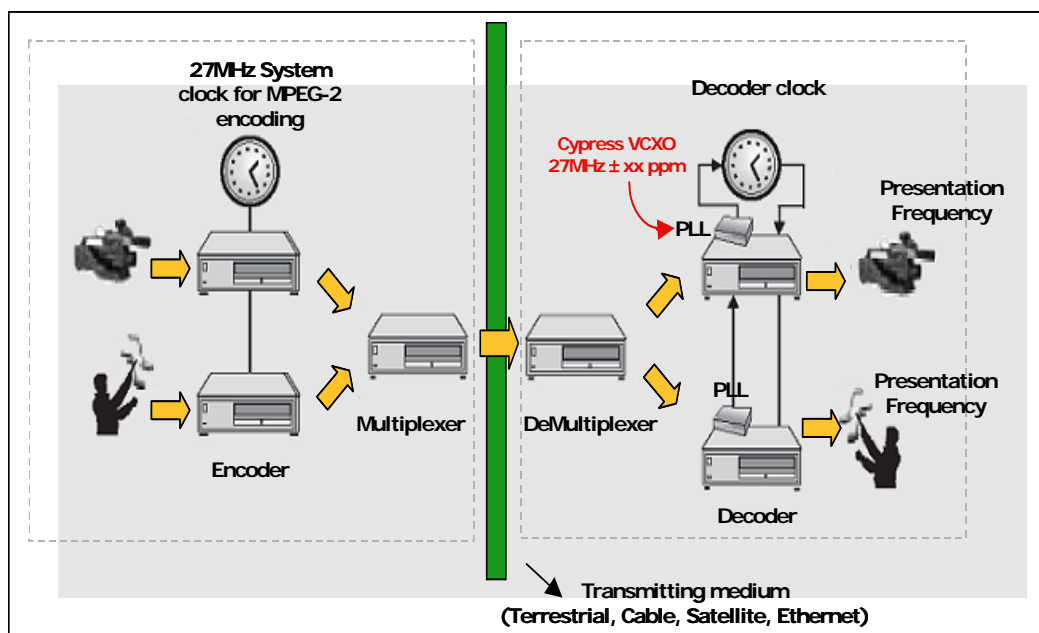 27MHz System
clock for MPEG-2
encoding
Decoder clock
Cypress VCXO
27MHz ± xx ppm
PLL
Presentation
Frequency
Multiplexer
DeMultiplexer
PLL
Presentation
Frequency
Encoder
Decoder
Transmitting medium
(Terrestrial, Cable, Satellite, Ethernet)